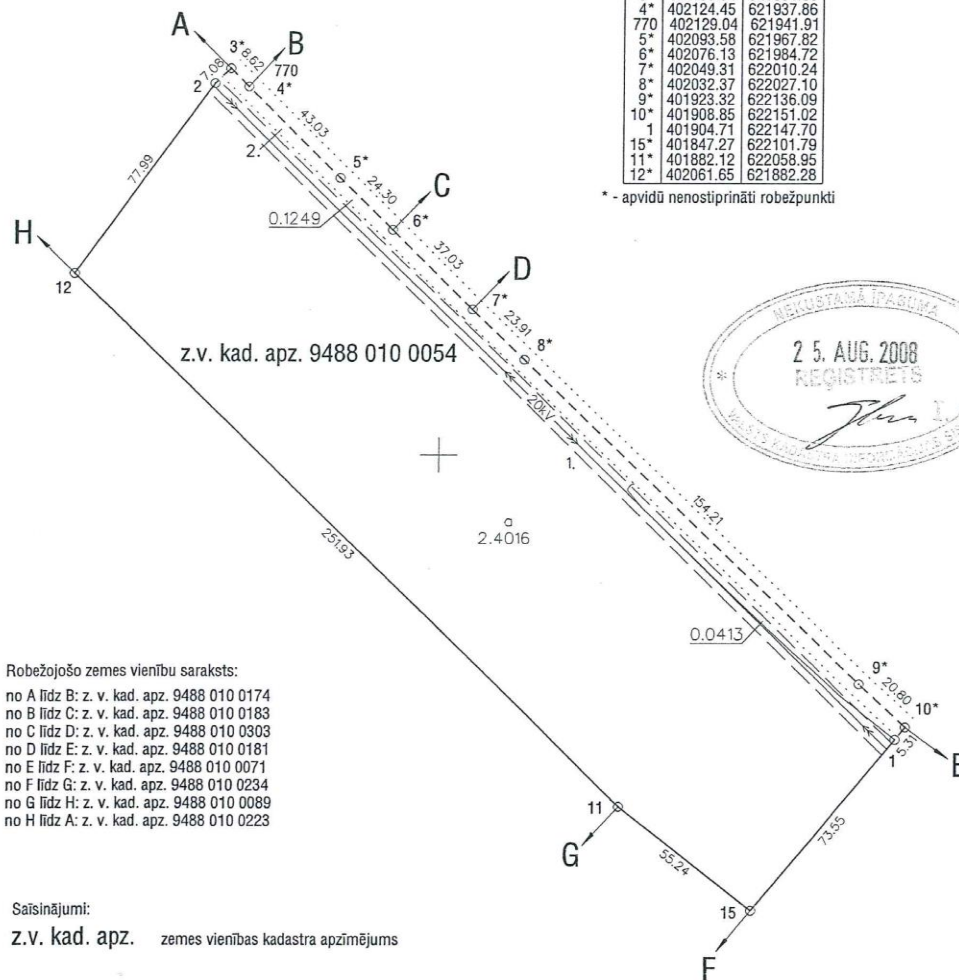 4* 402124.45 621937.86
770 402129.04 621941.91
5* 402093.58 621967.82
6* 402076.13 621984.72
7* 402049.31 622010.24
8* 402032.37 622027.10
9* 401923.32 622136.09
10* 401908.85 622151.02
1 401904.71 622147.70
15* 401847.27 622101.79
11* 401882.12 622058.95
12* 402061.65 621882.28
* - apvidū nenostiprināti robežpunkti
A
B
3*
8.62
770
4*
7.08
2
43.03
2.
5*
24.30
C
77.99
0.1249
6*
H
37.03
D
12
7*
23.91
8*
z.v. kad. apz. 9488 010 0054
NEKUSTAMĀ ĪPAŠUMA
25. AUG. 2008
REĢISTRĒTS
20kV
1.
154.21
a
2.4016
251.93
0.0413
9*
20.80
10*
E
1
5.31
Robežojošo zemes vienību saraksts:
no A līdz B: z. v. kad. apz. 9488 010 0174
no B līdz C: z. v. kad. apz. 9488 010 0183
no C līdz D: z. v. kad. apz. 9488 010 0303
no D līdz E: z. v. kad. apz. 9488 010 0181
no E līdz F: z. v. kad. apz. 9488 010 0071
no F līdz G: z. v. kad. apz. 9488 010 0234
no G līdz H: z. v. kad. apz. 9488 010 0089
no H līdz A: z. v. kad. apz. 9488 010 0223
11
G
55.24
73.55
15
F
Saīsinājumi:
z.v. kad. apz. zemes vienības kadastra apzīmējums